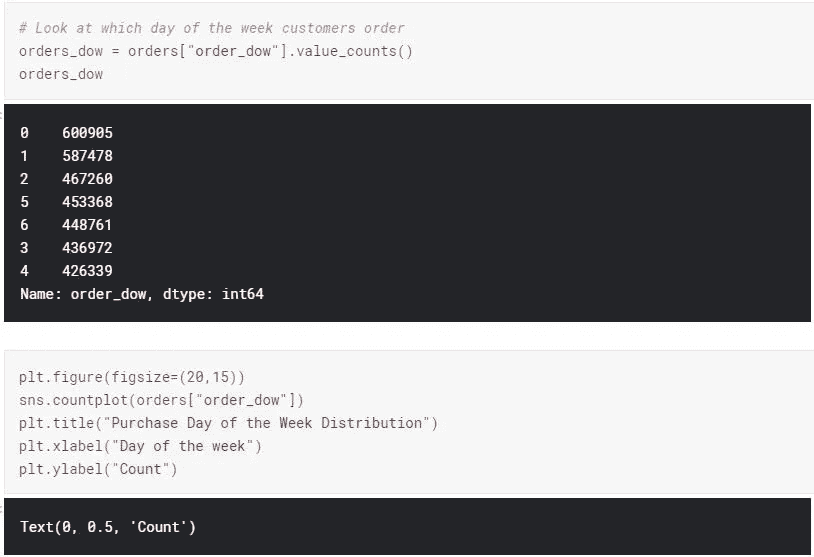 # Look at which day of the week customers order
orders_dow = orders["order_dow"].value_counts()
orders_dow
0    600905
1    587478
2    467260
5    453368
6    448761
3    436972
4    426339
Name: order_dow, dtype: int64
plt.figure(figsize=(20,15))
sns.countplot(orders["order_dow"])
plt.title("Purchase Day of the Week Distribution")
plt.xlabel("Day of the week")
plt.ylabel("Count")
Text(0, 0.5, 'Count')